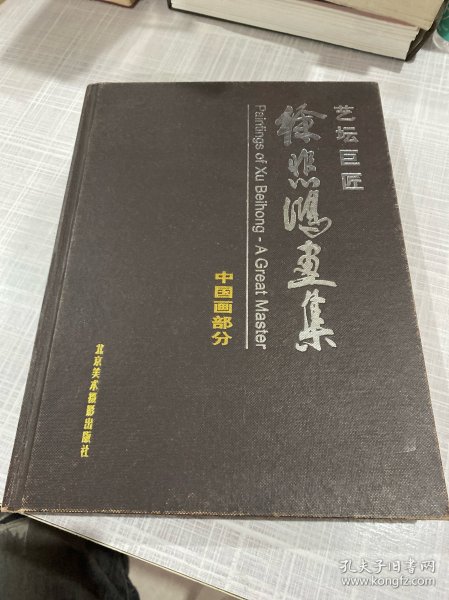 艺坛巨匠
徐悲鸿画集
Paintings of Xu Beihong - A Great Master
中国画部分
北京美术摄影出版社
孔夫子旧书网
www.kongfz.com